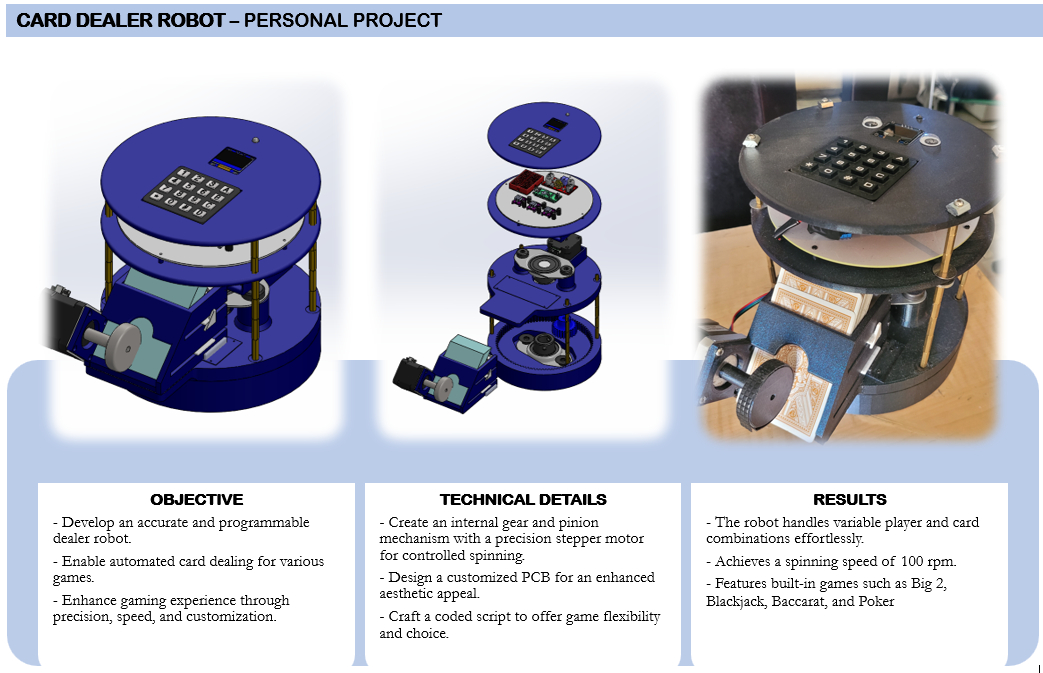 CARD DEALER ROBOT – PERSONAL PROJECT
OBJECTIVE
- Develop an accurate and programmable
dealer robot.
- Enable automated card dealing for various
games.
- Enhance gaming experience through
precision, speed, and customization.
TECHNICAL DETAILS
- Create an internal gear and pinion
mechanism with a precision stepper motor
for controlled spinning.
- Design a customized PCB for an enhanced
aesthetic appeal.
- Craft a coded script to offer game flexibility
and choice.
RESULTS
- The robot handles variable player and card
combinations effortlessly.
- Achieves a spinning speed of 100 rpm.
- Features built-in games such as Big 2,
Blackjack, Baccarat, and Poker